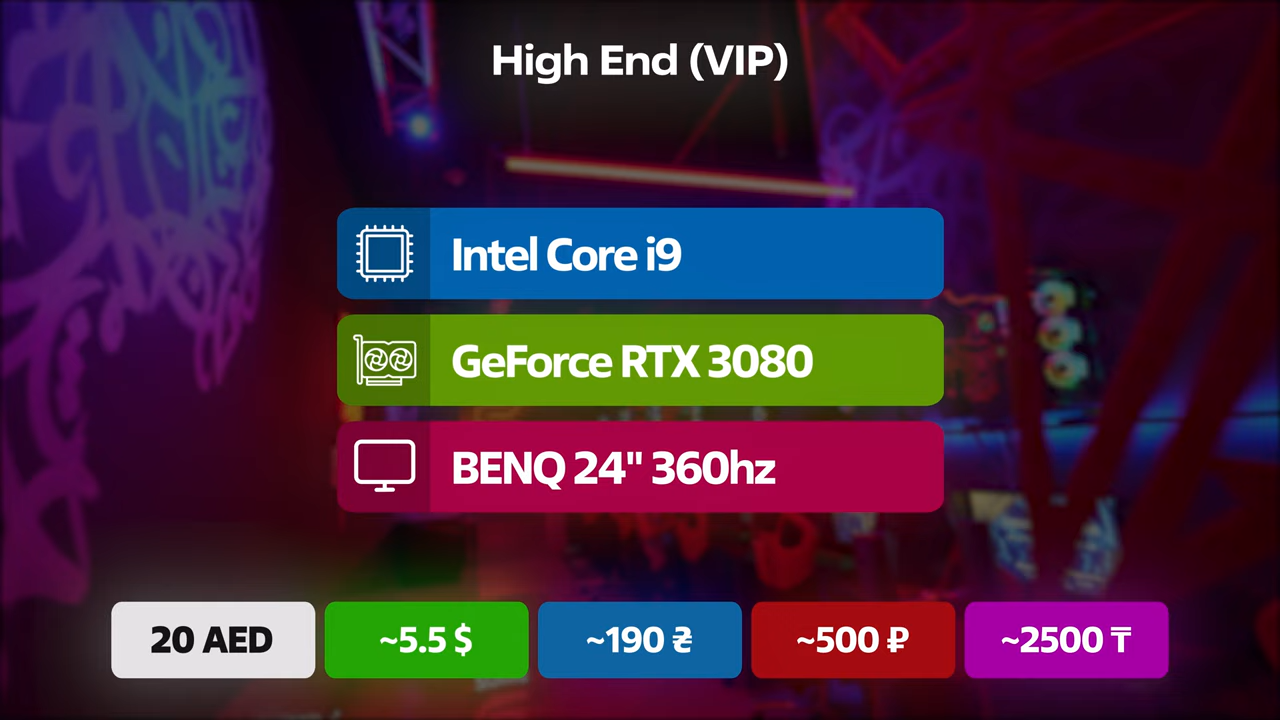 High End (VIP)
Intel Core i9
GeForce RTX 3080
BENQ 24" 360hz
20 AED
~5.5 $
~190 ₴
~500 ₽
~2500 ₸